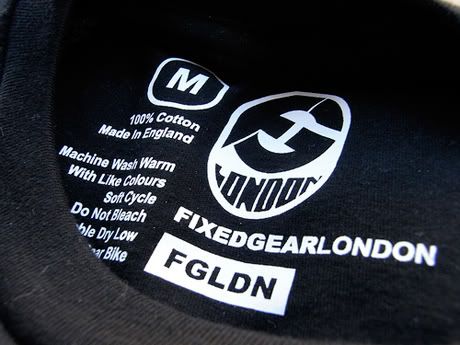 M
100% Cotton
Made In England
Machine Wash Warm
With Like Colours
Soft Cycle
Do Not Bleach
Dry Low
Bike
LONDON
FIXEDGEARLONDON
FGLDN